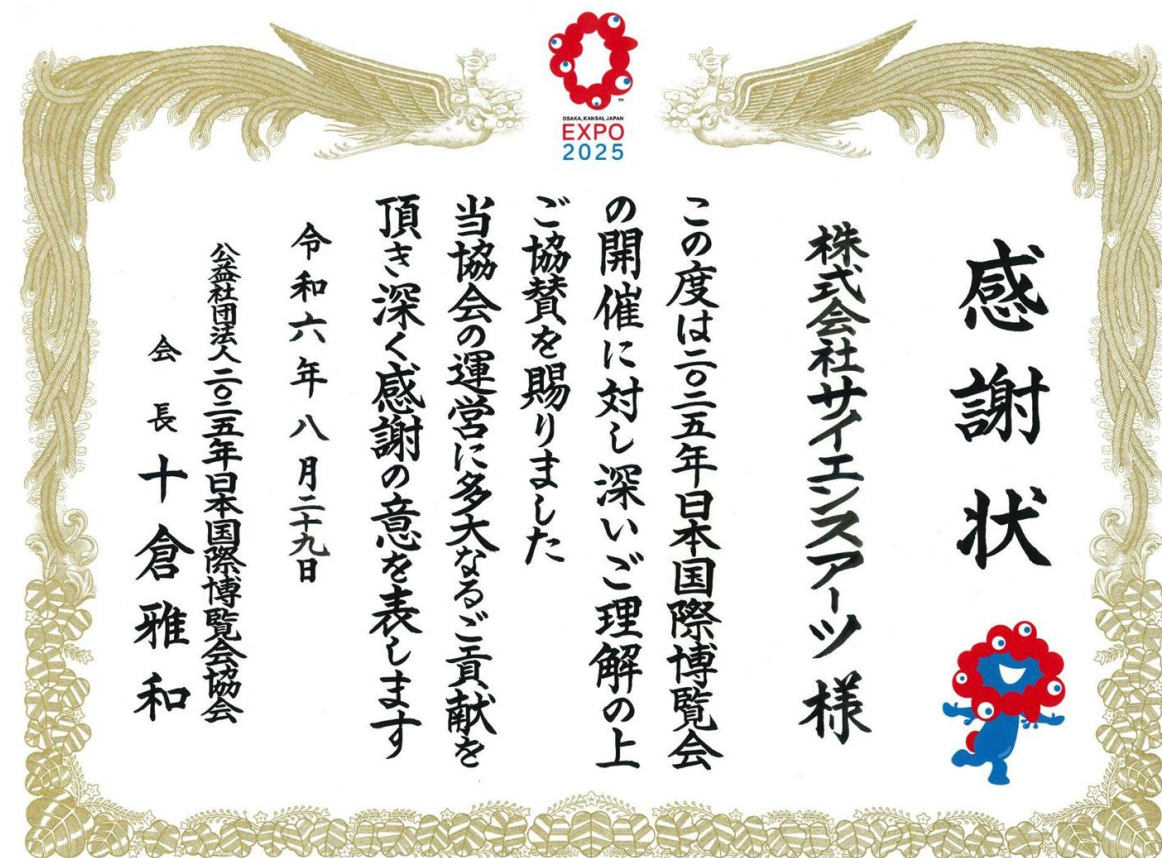 OSAKA, KANSAI, JAPAN
EXPO
2025
感謝状
株式会社サイエンスアーツ様
この度は二〇二五年日本国際博覧会
の開催に対し深いご理解の上
ご協賛を賜りました
当協会の運営に多大なるご貢献を
頂き深く感謝の意を表します
令和六年八月二十九日
公益社団法人二〇二五年日本国際博覧会協会
会長十倉雅和